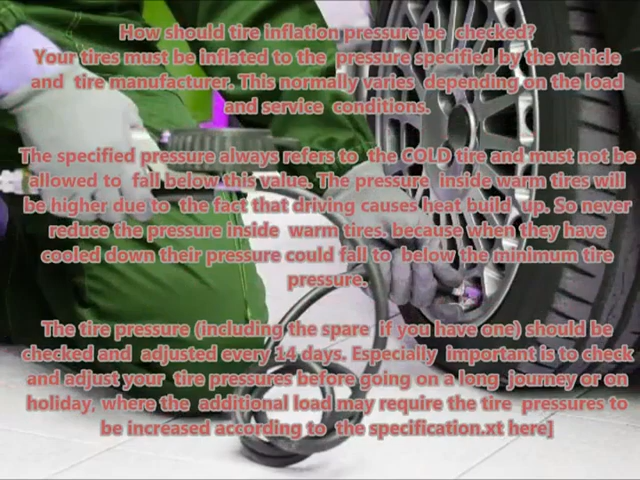 How should tire inflation pressure be checked?
Your tires must be inflated to the pressure specified by the vehicle
and tire manufacturer. This normally varies depending on the load
and service conditions.
The specified pressure always refers to the COLD tire and must not be
allowed to fall below this value. The pressure inside warm tires will
be higher due to the fact that driving causes heat build up. So never
reduce the pressure inside warm tires. because when they have
cooled down their pressure could fall to below the minimum tire
pressure.
The tire pressure (including the spare if you have one) should be
checked and adjusted every 14 days. Especially important is to check
and adjust your tire pressures before going on a long journey or on
holiday, where the additional load may require the tire pressures to
be increased according to the specification.xt here]